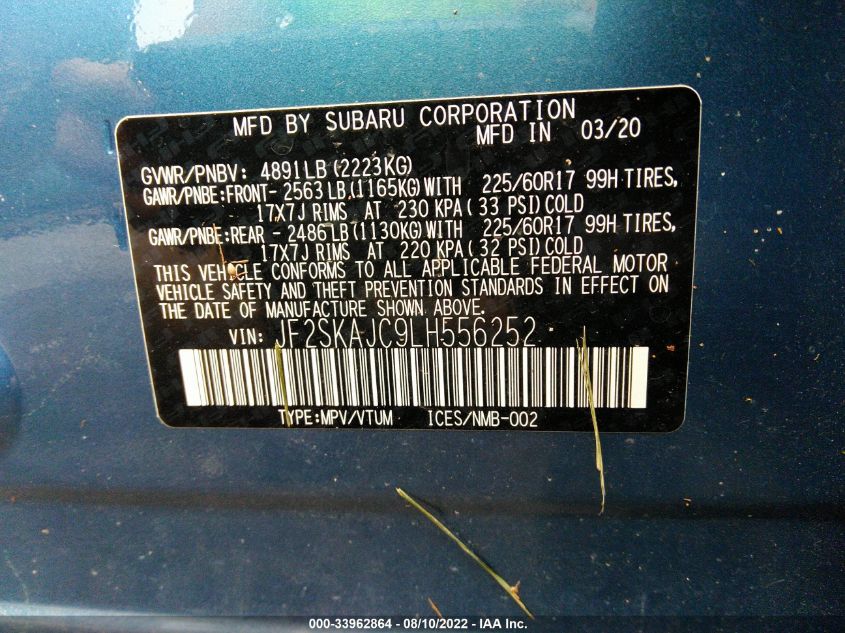 MFD BY SUBARU CORPORATION
MFD IN 03/20
GVWR/PNBV: 4891LB(2223KG)
GAWR/PNBE:FRONT- 2563LB(1165KG)WITH 225/60R17 99H TIRES,
17X7J RIMS AT 230 KPA(33 PSI)COLD
GAWR/PNBE:REAR - 2486LB(1130KG)WITH 225/60R17 99H TIRES,
17X7J RIMS AT 220 KPA(32 PSI)COLD
THIS VEHICLE CONFORMS TO ALL APPLICABLE FEDERAL MOTOR
VEHICLE SAFETY AND THEFT PREVENTION STANDARDS IN EFFECT ON
THE DATE OF MANUFACTURE SHOWN ABOVE.
VIN: JF2SKAJC9LH556252
TYPE:MPV/VTUM ICES/NMB-002
000-33962864 - 08/10/2022 - IAA Inc.